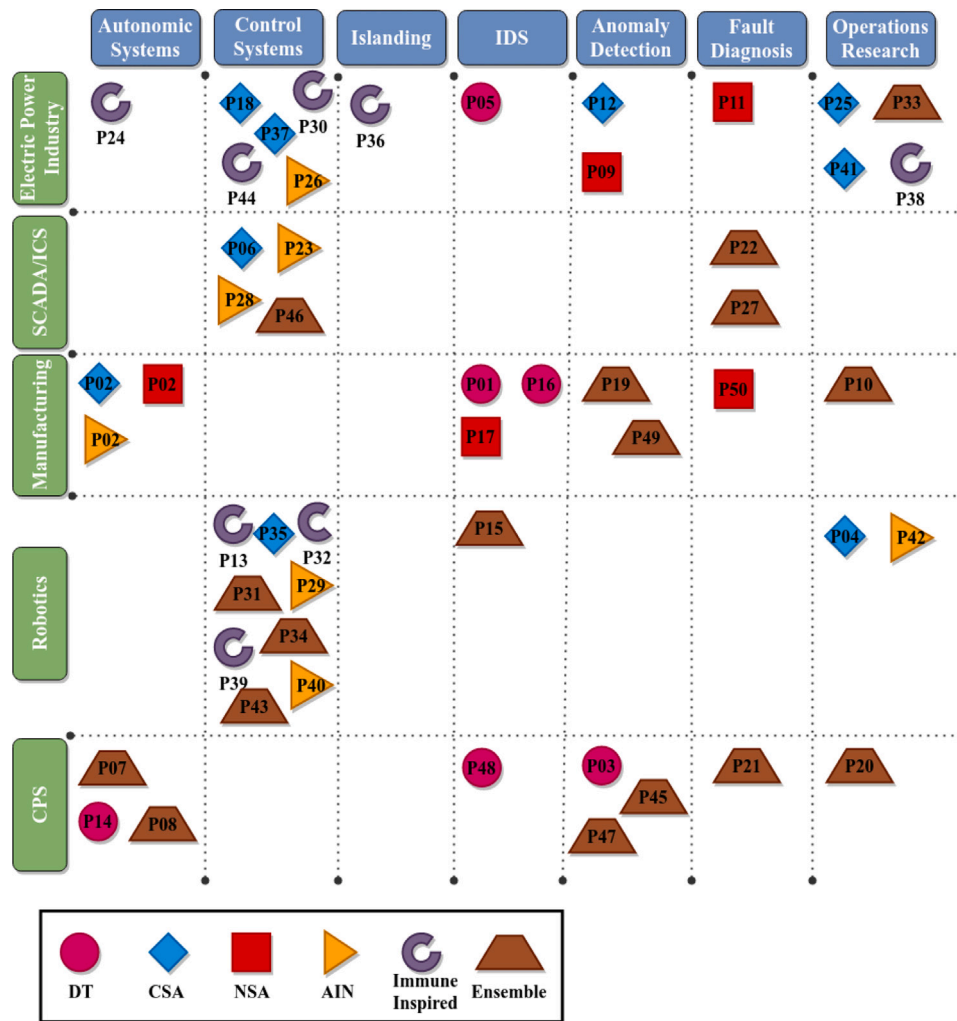 Autonomic
Systems
Control
Systems
Islanding
IDS
Anomaly
Detection
Fault
Diagnosis
Operations
Research
Electric Power
Industry
P24
P18
P30
P37
P44
P26
P36
P05
P12
P09
P11
P25
P33
P41
P38
SCADA/ICS
P06
P23
P28
P46
P22
P27
Manufacturing
P02
P02
P02
P01
P16
P17
P19
P49
P50
P10
Robotics
P13
P35
P32
P31
P29
P34
P39
P40
P43
P15
P04
P42
CPS
P07
P14
P08
P48
P03
P45
P47
P21
P20
DT
CSA
NSA
AIN
Immune
Inspired
Ensemble